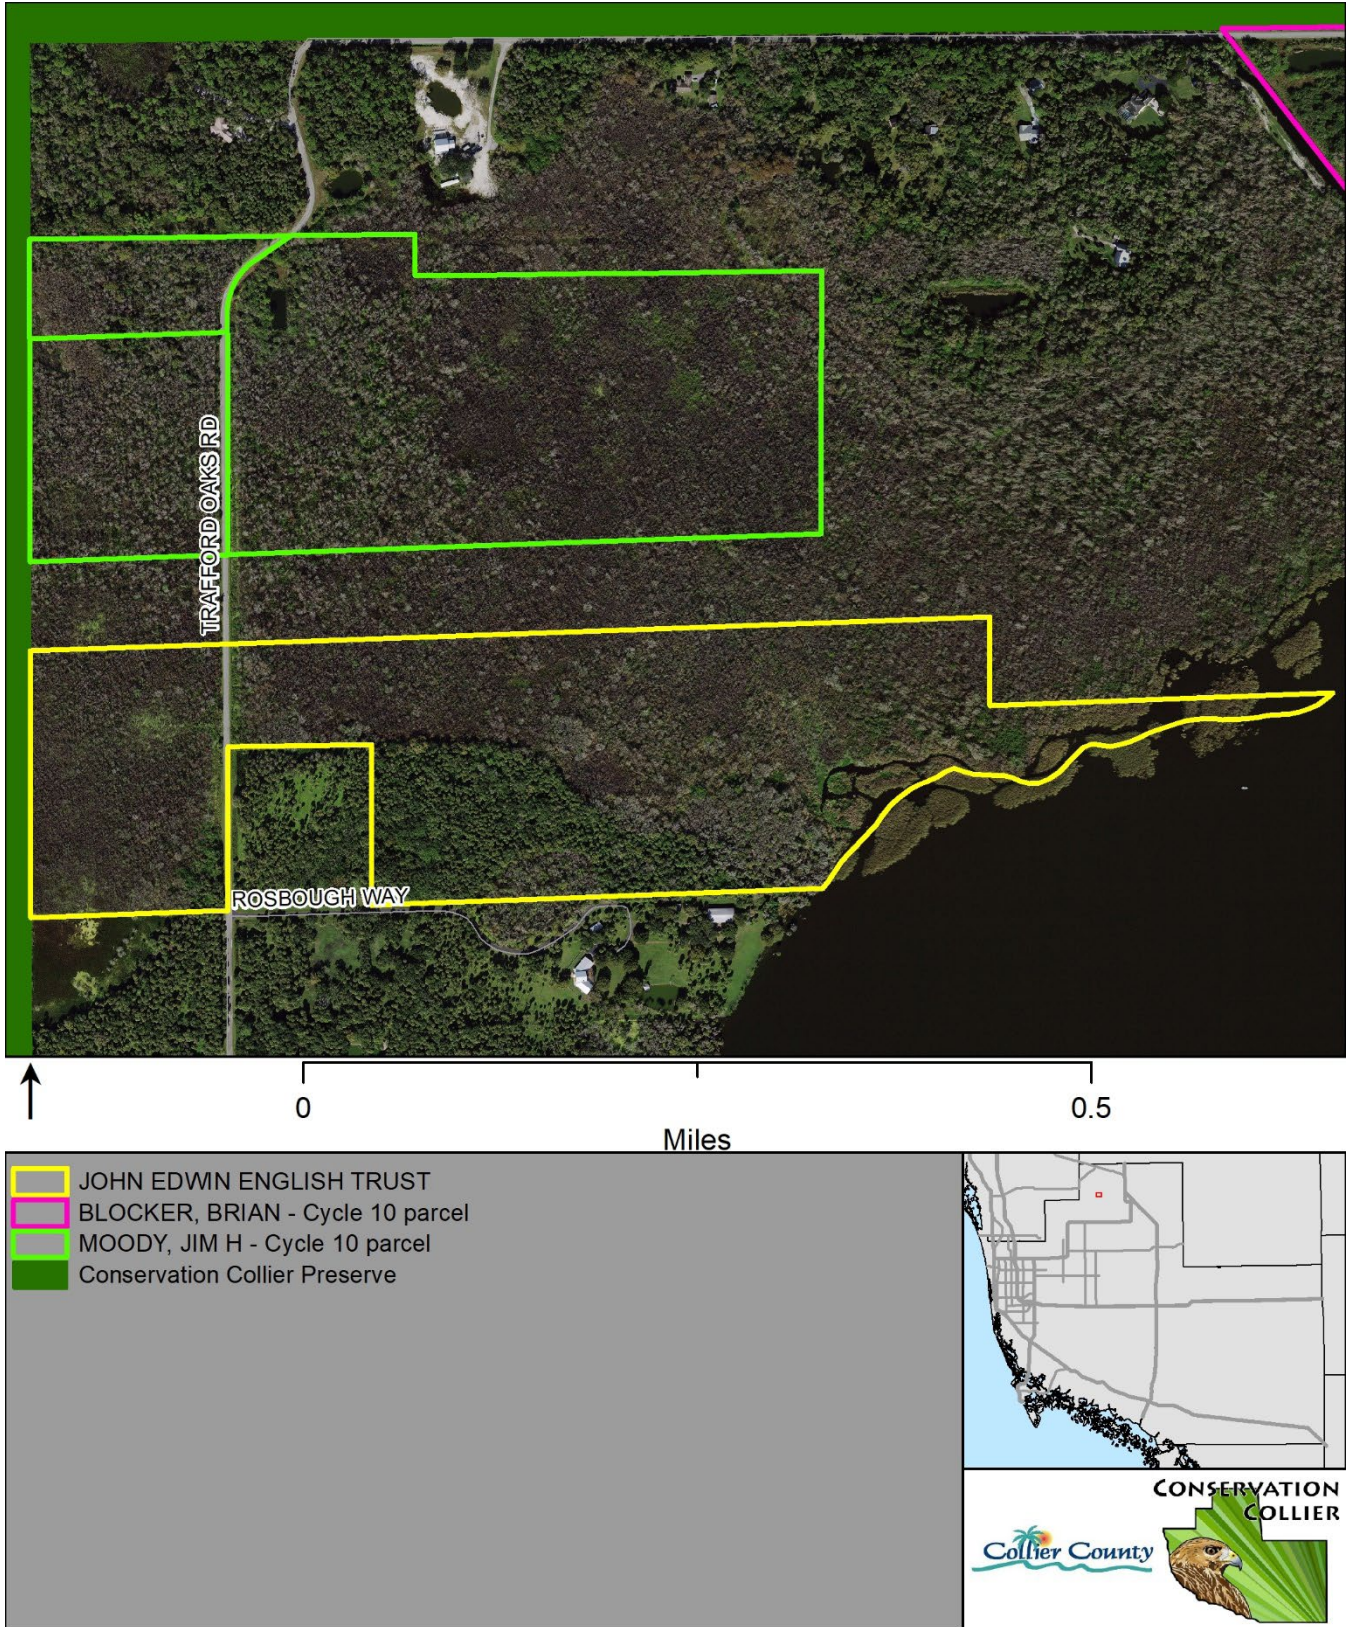 TRAFFORD OAKS RD
ROSBOUGH WAY
0
0.5
Miles
JOHN EDWIN ENGLISH TRUST
BLOCKER, BRIAN - Cycle 10 parcel
MOODY, JIM H - Cycle 10 parcel
Conservation Collier Preserve
CONSERVATION
COLLIER
Collier County